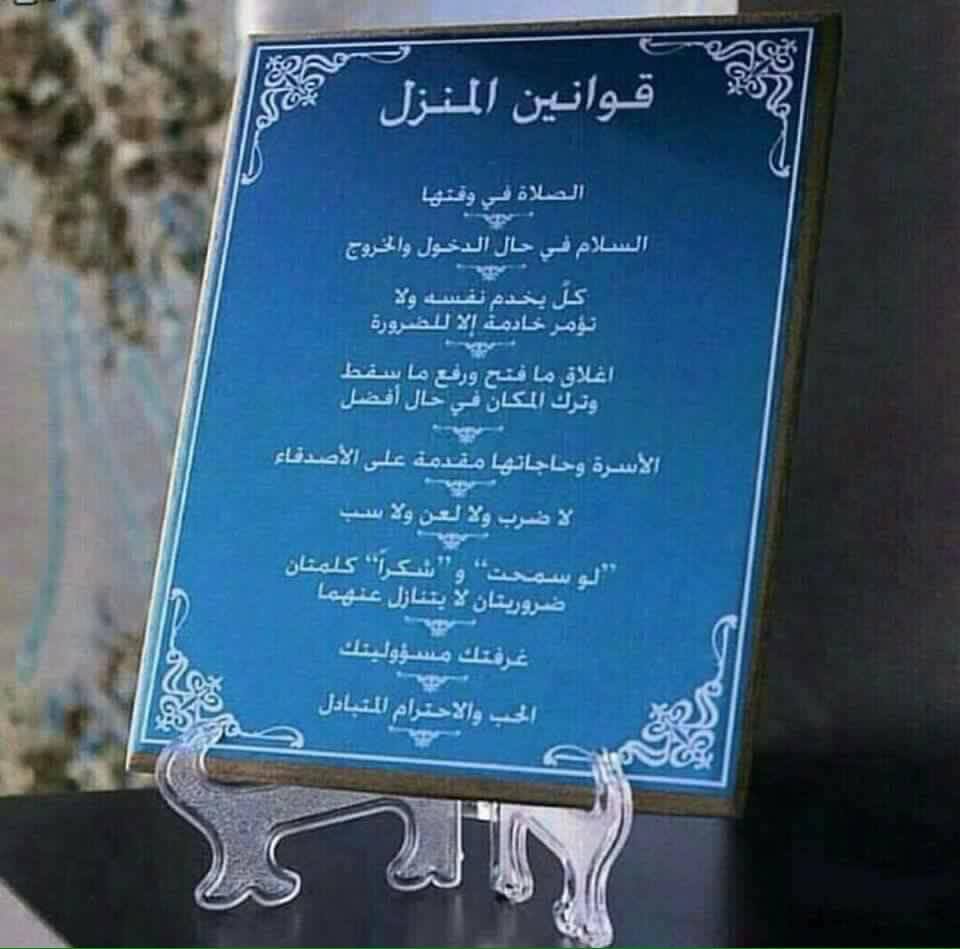 قوانين المنزل
الصلاة في وقتها
السلام في حال الدخول والخروج
كلّ يخدم نفسه ولا
تؤمر خادمة إلا للضرورة
اغلاق ما فتح ورفع ما سقط
وترك المكان في حال أفضل
الأسرة وحاجاتها مقدمة على الأصدقاء
لا ضرب ولا لعن ولا سب
”لو سمحت“ و”شكراً“ كلمتان
ضروريتان لا يتنازل عنهما
غرفتك مسؤوليتك
الحب والاحترام المتبادل